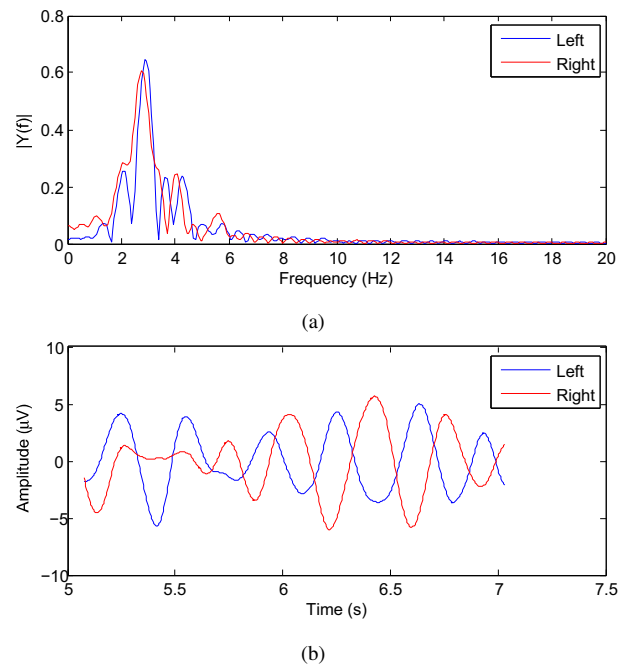 0.8
0.6
0.4
0.2
0
|Y(f)|
0 2 4 6 8 10 12 14 16 18 20
Frequency (Hz)
Left
Right
(a)
10
5
0
−5
−10
Amplitude (μV)
5 5.5 6 6.5 7 7.5
Time (s)
Left
Right
(b)